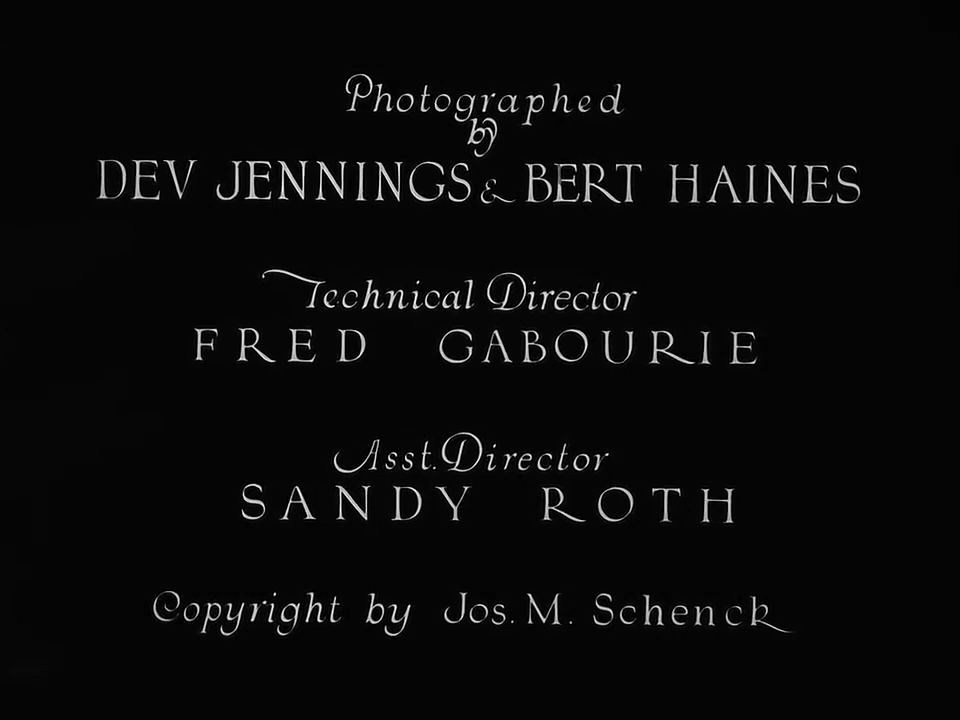 Photographed
by
DEV JENNINGS & BERT HAINES
Technical Director
FRED GABOURIE
Asst. Director
SANDY ROTH
Copyright by Jos. M. Schenck